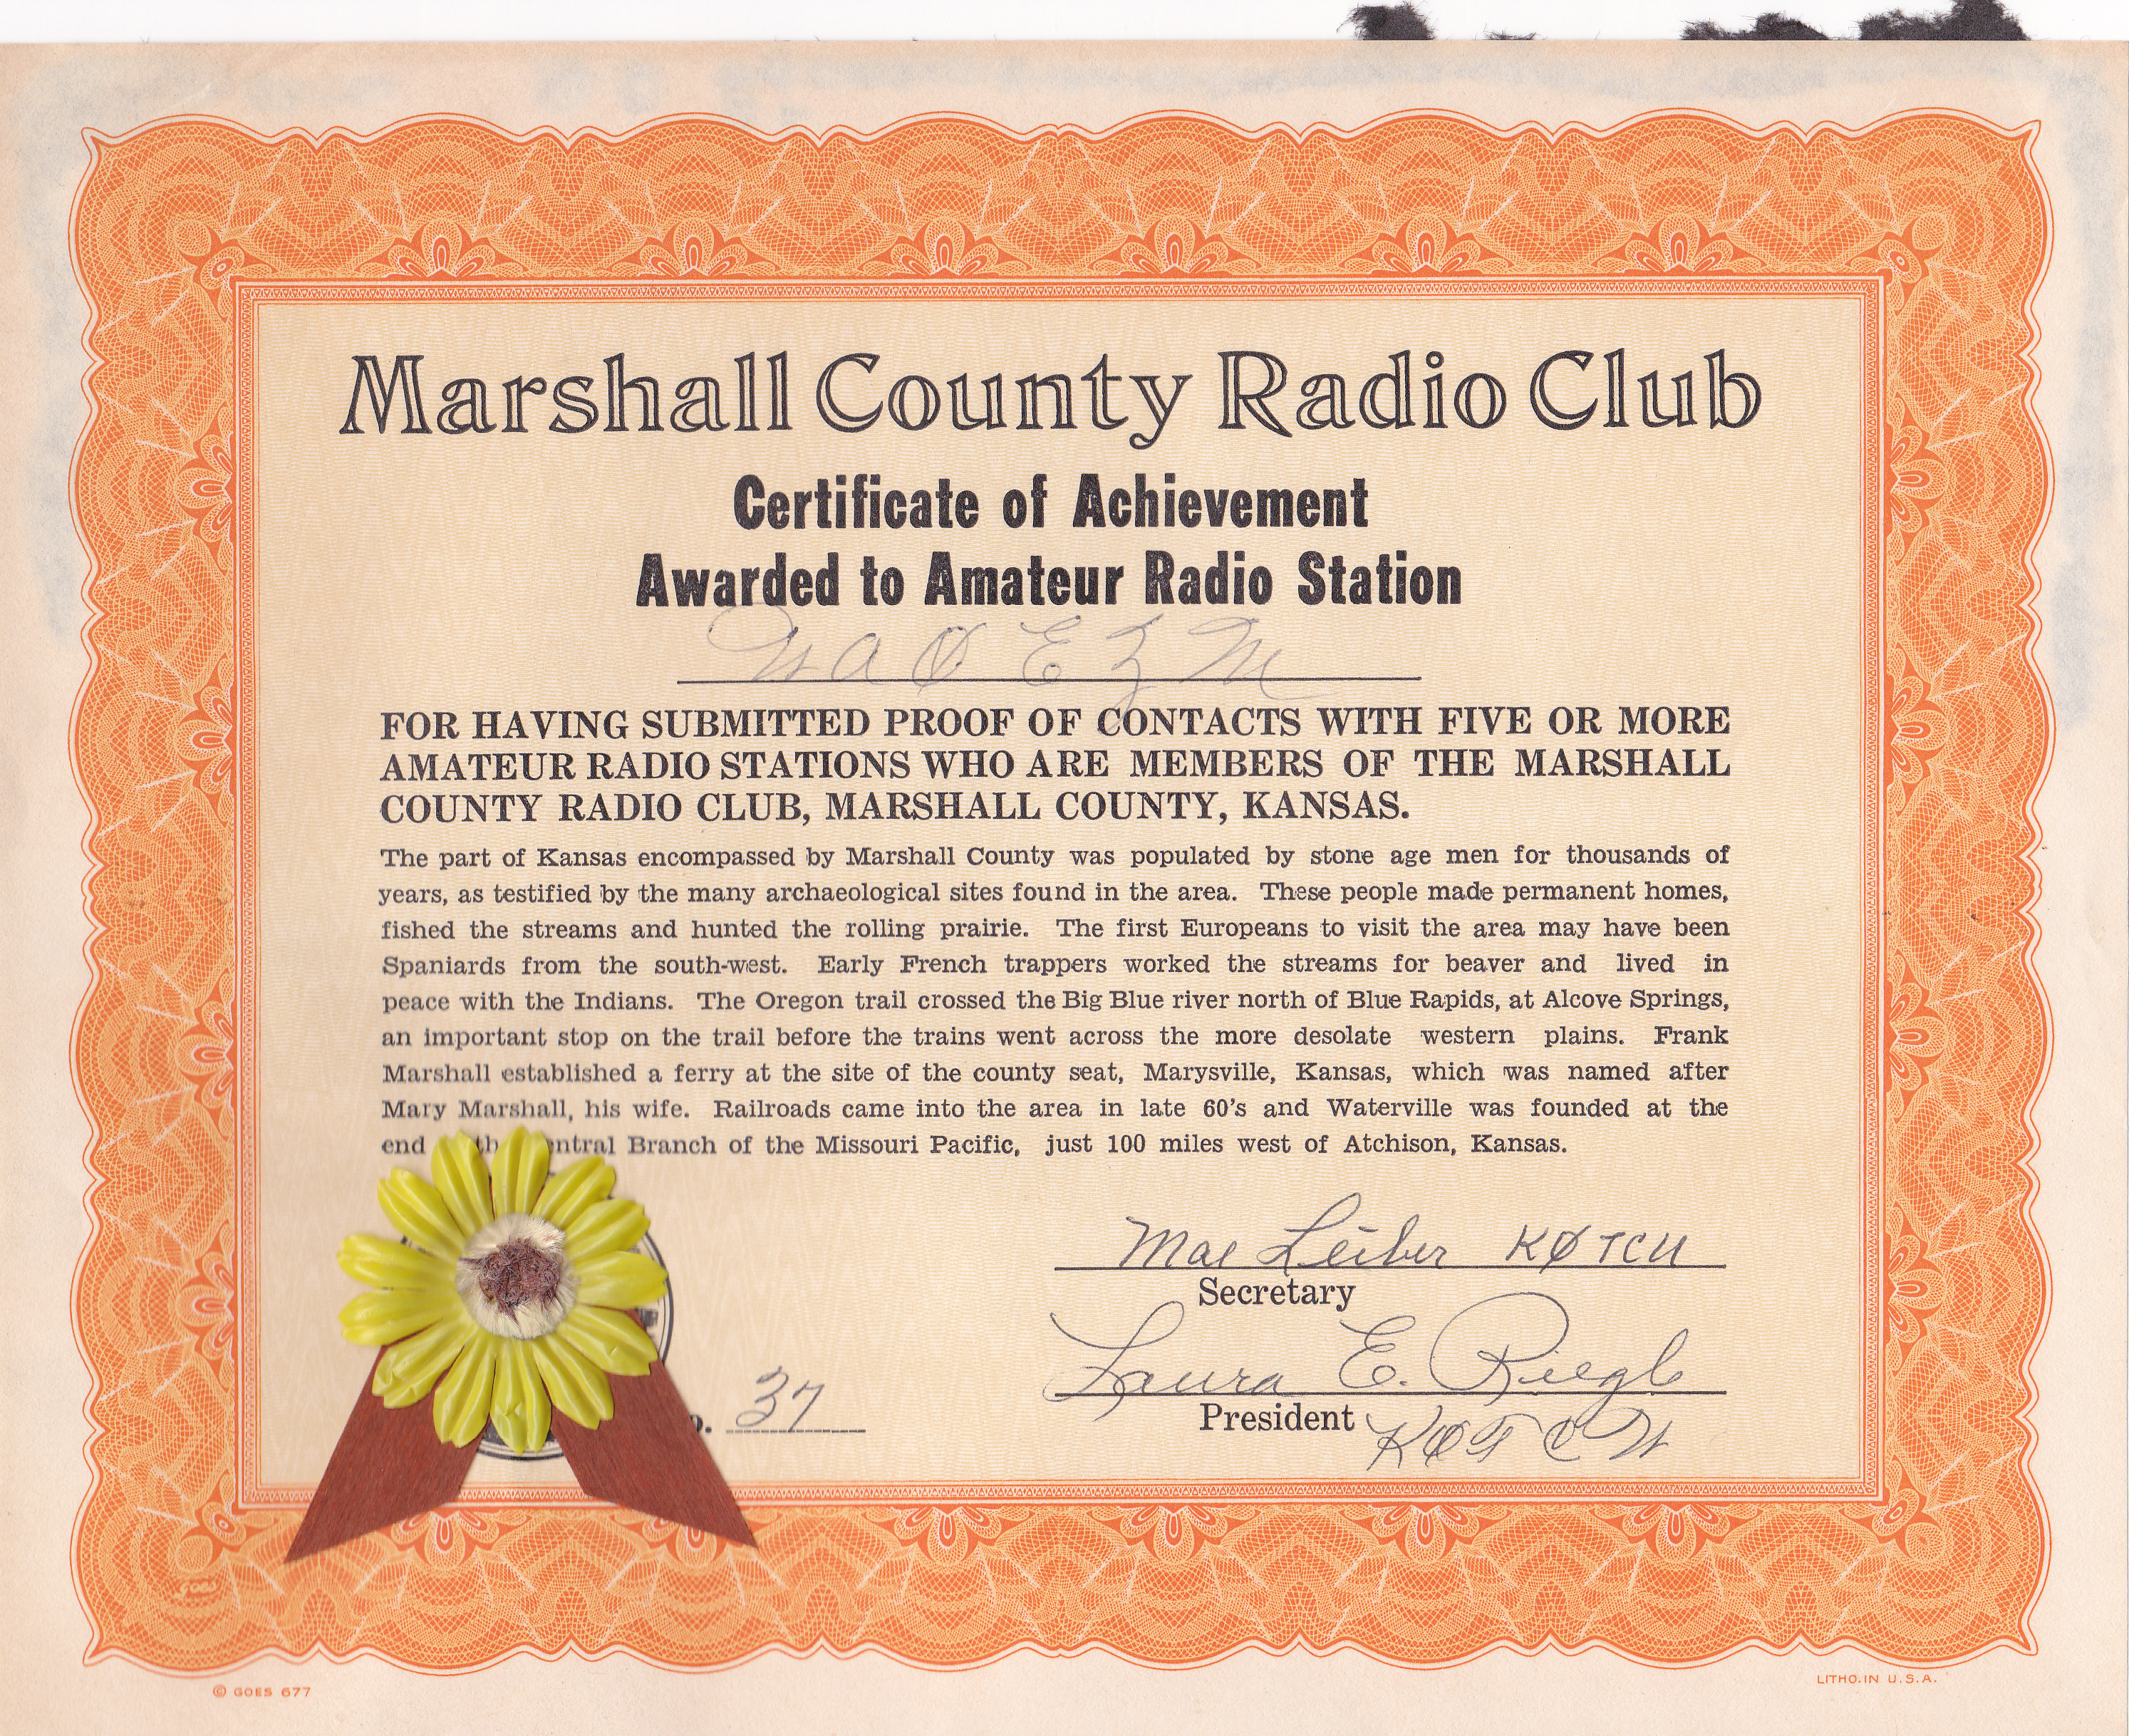 Marshall County Radio Club
Certificate of Achievement
Awarded to Amateur Radio Station
WAØEZM
FOR HAVING SUBMITTED PROOF OF CONTACTS WITH FIVE OR MORE
AMATEUR RADIO STATIONS WHO ARE MEMBERS OF THE MARSHALL
COUNTY RADIO CLUB, MARSHALL COUNTY, KANSAS.
The part of Kansas encompassed by Marshall County was populated by stone age men for thousands of
years, as testified by the many archaeological sites found in the area. These people made permanent homes,
fished the streams and hunted the rolling prairie. The first Europeans to visit the area may have been
Spaniards from the south-west. Early French trappers worked the streams for beaver and lived in
peace with the Indians. The Oregon trail crossed the Big Blue river north of Blue Rapids, at Alcove Springs,
an important stop on the trail before the trains went across the more desolate western plains. Frank
Marshall established a ferry at the site of the county seat, Marysville, Kansas, which was named after
Mary Marshall, his wife. Railroads came into the area in late 60's and Waterville was founded at the
end Branch of the Missouri Pacific, just 100 miles west of Atchison, Kansas.
Mae Leiber KØTCU
Secretary
Laura E.
37
President
© GOES 677
LITHO. IN U.S.A.